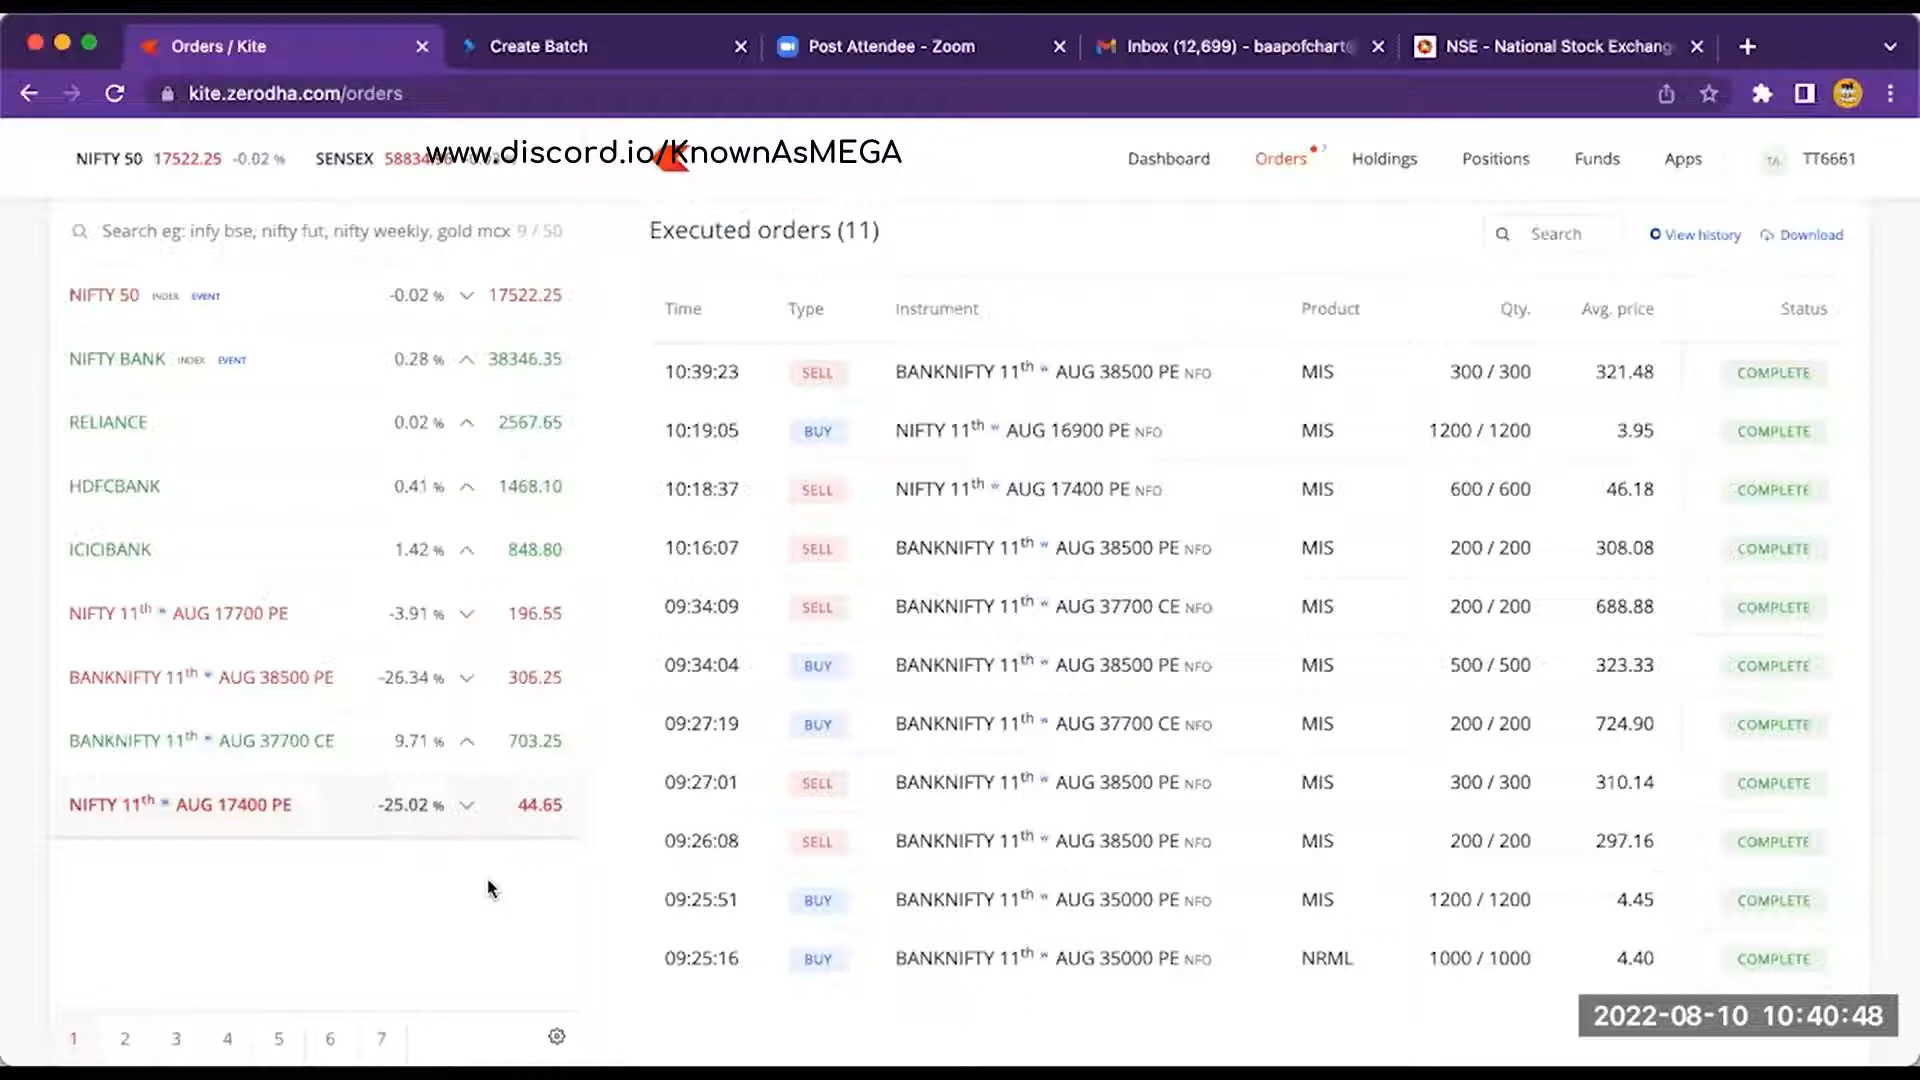 Orders / Kite
Create Batch
Post Attendee - Zoom
Inbox (12,699) - baapofchart
NSE - National Stock Exchang
kite.zerodha.com/orders
NIFTY 50 17522.25 -0.02 % SENSEX 58834
www.discord.io/KnownAsMEGA
Dashboard Orders Holdings Positions Funds Apps TA TT6661
Search eg: infy bse, nifty fut, nifty weekly, gold mcx 9 / 50
Executed orders (11) Search View history Download
NIFTY 50 INDEX EVENT -0.02 % 17522.25
NIFTY BANK INDEX EVENT 0.28 % 38346.35
RELIANCE 0.02 % 2567.65
HDFCBANK 0.41 % 1468.10
ICICIBANK 1.42 % 848.80
NIFTY 11th w AUG 17700 PE -3.91 % 196.55
BANKNIFTY 11th w AUG 38500 PE -26.34 % 306.25
BANKNIFTY 11th w AUG 37700 CE 9.71 % 703.25
NIFTY 11th w AUG 17400 PE -25.02 % 44.65
1 2 3 4 5 6 7
Time Type Instrument Product Qty. Avg. price Status
10:39:23 SELL BANKNIFTY 11th w AUG 38500 PE NFO MIS 300 / 300 321.48 COMPLETE
10:19:05 BUY NIFTY 11th w AUG 16900 PE NFO MIS 1200 / 1200 3.95 COMPLETE
10:18:37 SELL NIFTY 11th w AUG 17400 PE NFO MIS 600 / 600 46.18 COMPLETE
10:16:07 SELL BANKNIFTY 11th w AUG 38500 PE NFO MIS 200 / 200 308.08 COMPLETE
09:34:09 SELL BANKNIFTY 11th w AUG 37700 CE NFO MIS 200 / 200 688.88 COMPLETE
09:34:04 BUY BANKNIFTY 11th w AUG 38500 PE NFO MIS 500 / 500 323.33 COMPLETE
09:27:19 BUY BANKNIFTY 11th w AUG 37700 CE NFO MIS 200 / 200 724.90 COMPLETE
09:27:01 SELL BANKNIFTY 11th w AUG 38500 PE NFO MIS 300 / 300 310.14 COMPLETE
09:26:08 SELL BANKNIFTY 11th w AUG 38500 PE NFO MIS 200 / 200 297.16 COMPLETE
09:25:51 BUY BANKNIFTY 11th w AUG 35000 PE NFO MIS 1200 / 1200 4.45 COMPLETE
09:25:16 BUY BANKNIFTY 11th w AUG 35000 PE NFO NRML 1000 / 1000 4.40 COMPLETE
2022-08-10 10:40:48